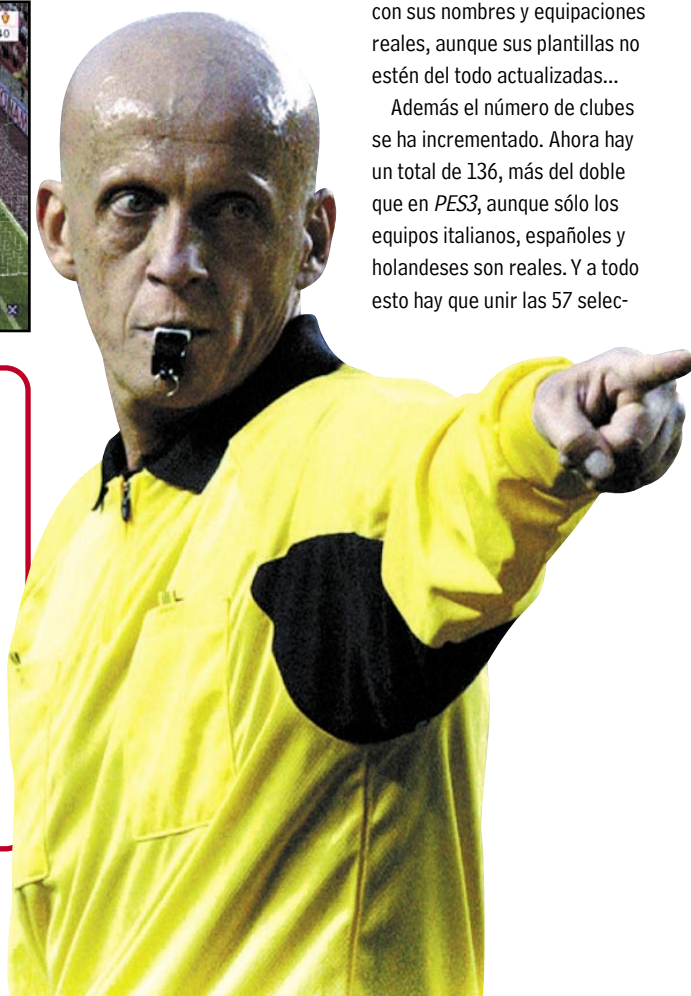 40
con sus nombres y equipaciones
reales, aunque sus plantillas no
estén del todo actualizadas...
Además el número de clubes
se ha incrementado. Ahora hay
un total de 136, más del doble
que en PES3, aunque sólo los
equipos italianos, españoles y
holandeses son reales. Y a todo
esto hay que unir las 57 selec-